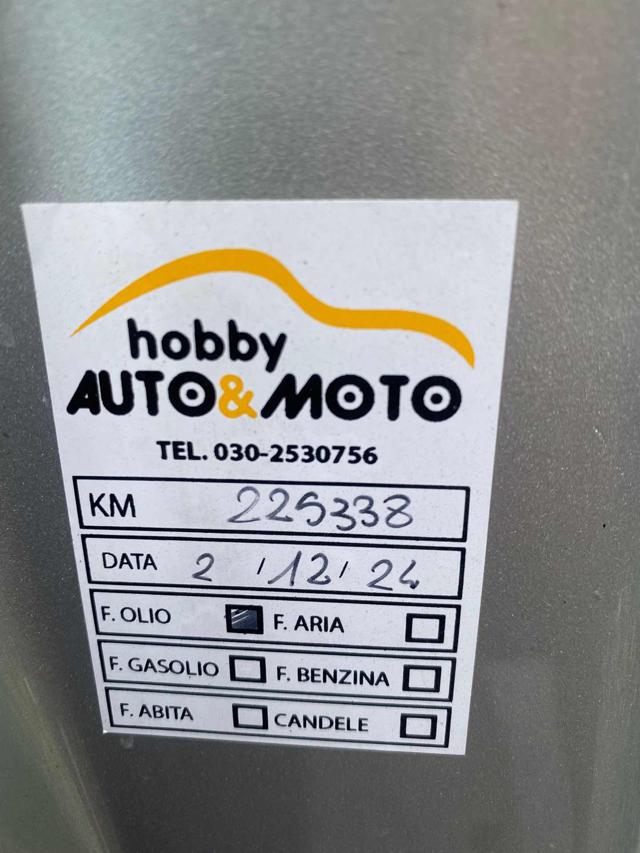 hobby
AUTO&MOTO
TEL. 030-2530756
KM 225338
DATA 2 / 12 / 24
F. OLIO F. ARIA
F. GASOLIO F. BENZINA
F. ABITA CANDELE